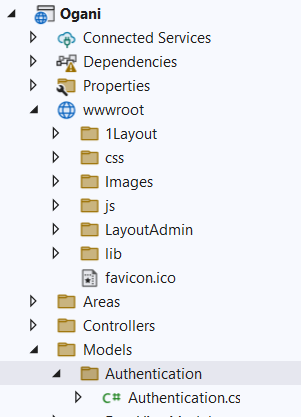 Ogani
Connected Services
Dependencies
Properties
wwwroot
1Layout
css
Images
js
LayoutAdmin
lib
favicon.ico
Areas
Controllers
Models
Authentication
C# Authentication.cs